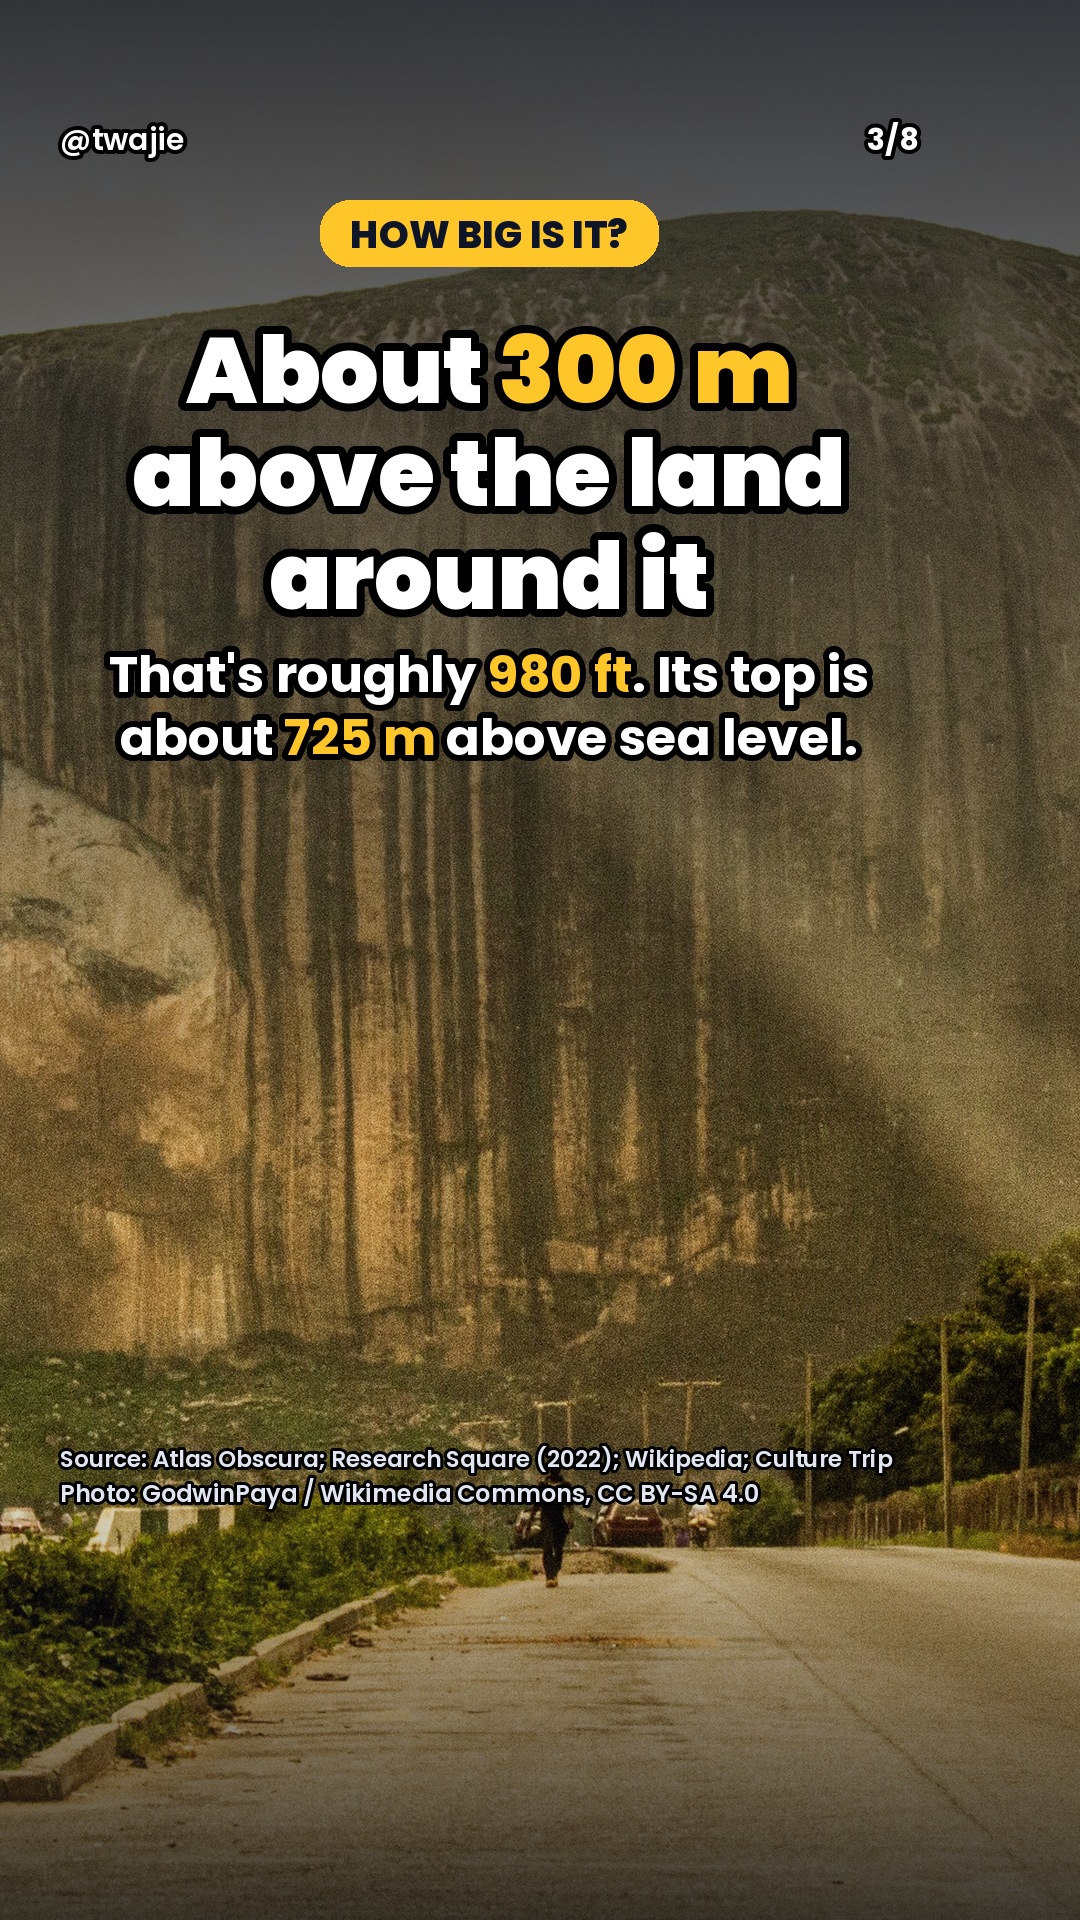 @twajie
3/8
HOW BIG IS IT?
About 300 m
above the land
around it
That's roughly 980 ft. Its top is
about 725 m above sea level.
Source: Atlas Obscura; Research Square (2022); Wikipedia; Culture Trip
Photo: GodwinPaya / Wikimedia Commons, CC BY-SA 4.0